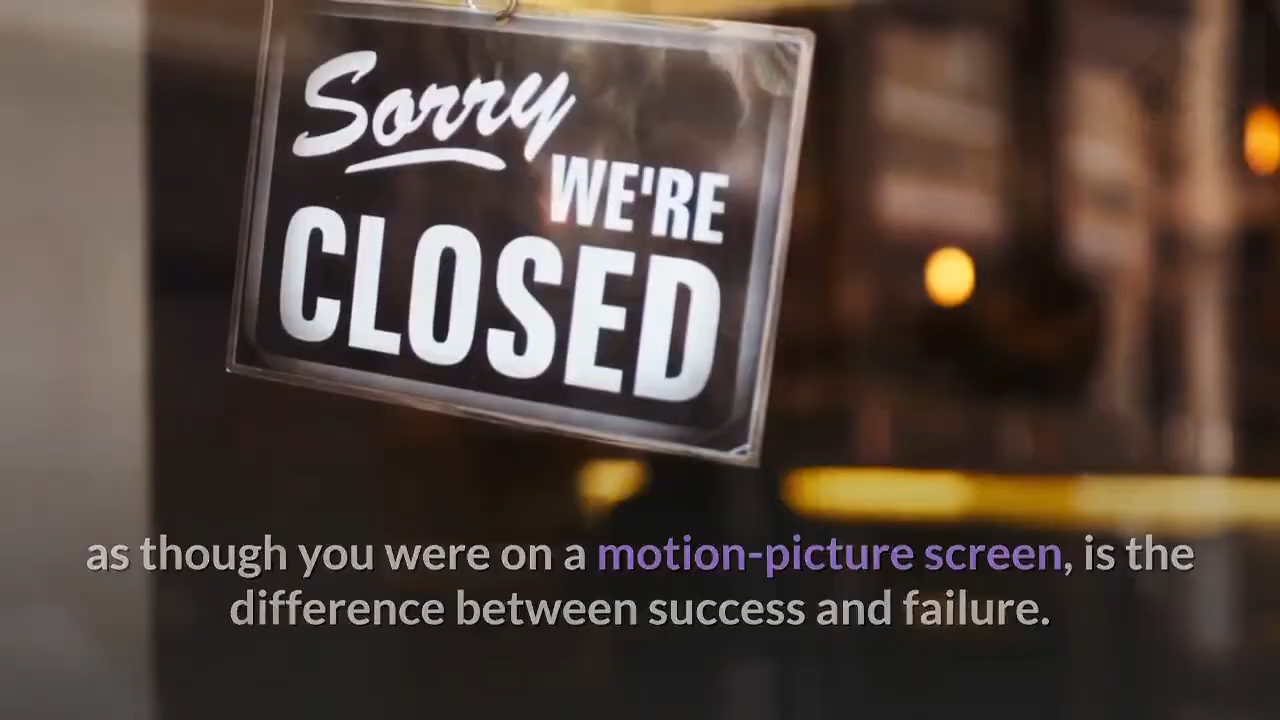 Sorry
WE'RE
CLOSED
as though you were on a motion-picture screen, is the
difference between success and failure.